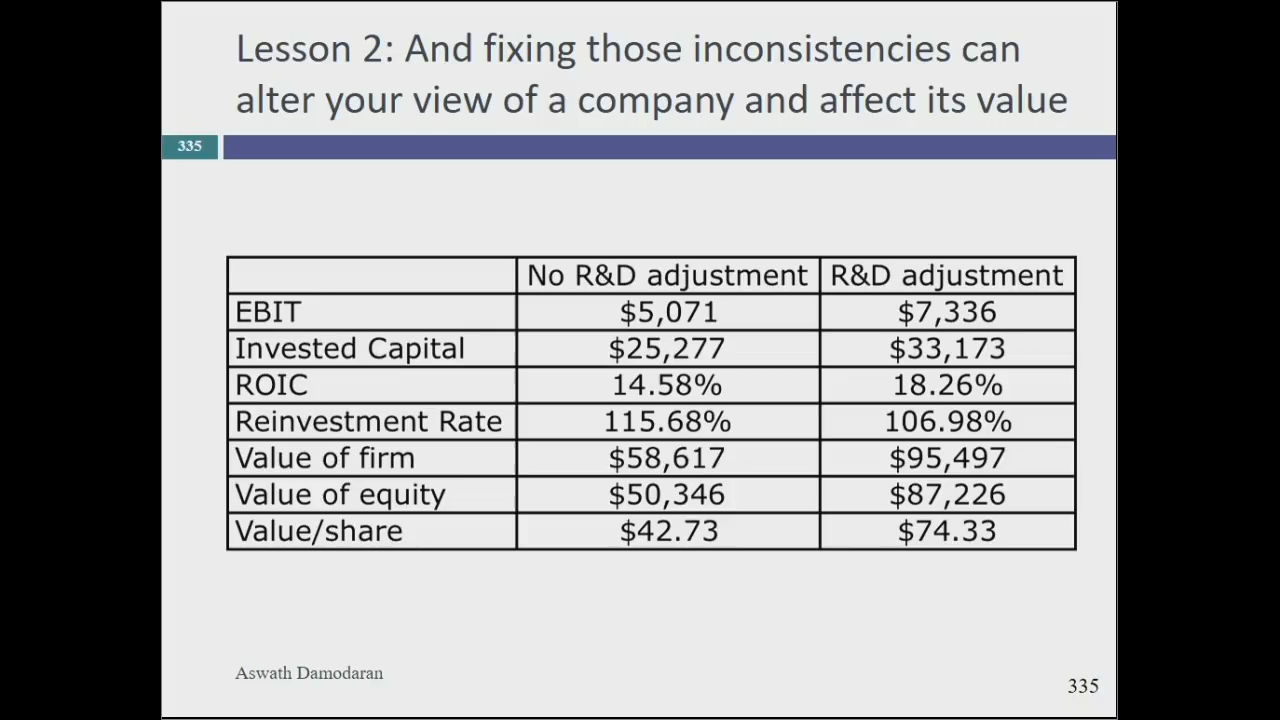 Lesson 2: And fixing those inconsistencies can
alter your view of a company and affect its value
335
No R&D adjustment R&D adjustment
EBIT $5,071 $7,336
Invested Capital $25,277 $33,173
ROIC 14.58% 18.26%
Reinvestment Rate 115.68% 106.98%
Value of firm $58,617 $95,497
Value of equity $50,346 $87,226
Value/share $42.73 $74.33
Aswath Damodaran
335